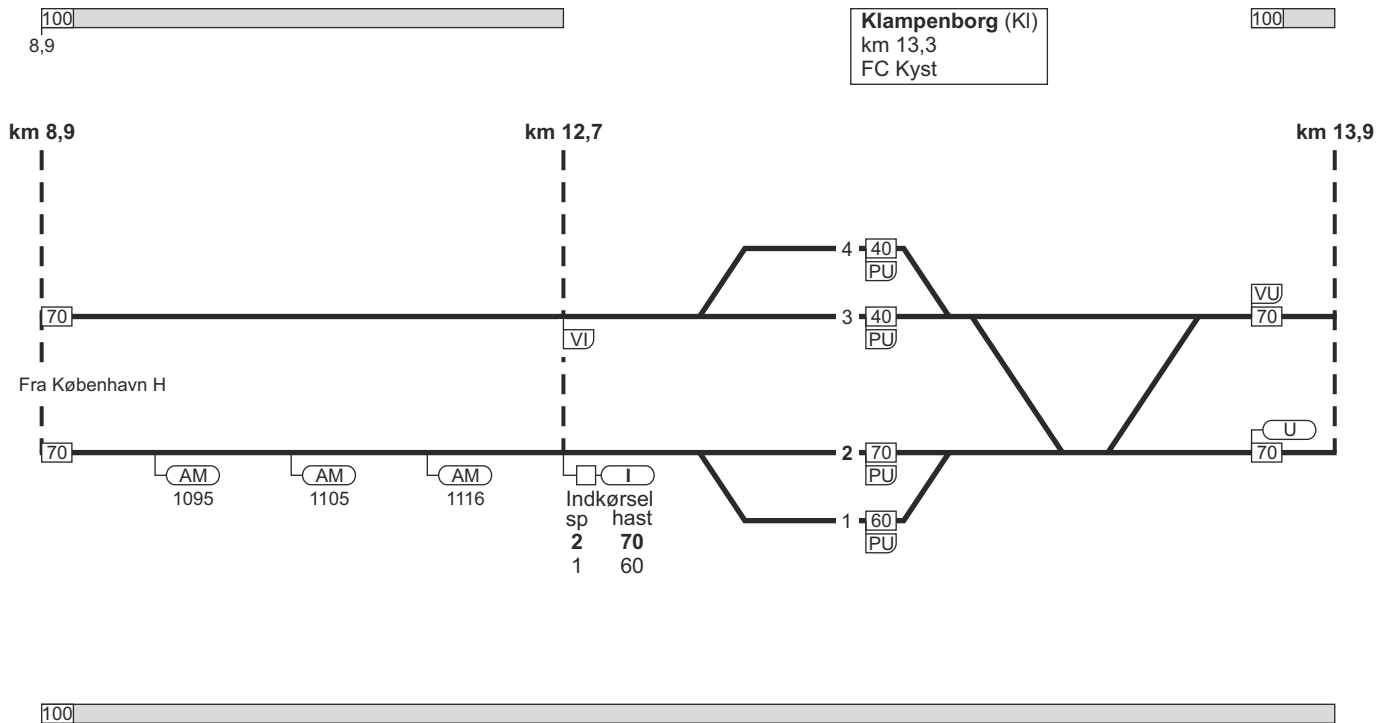 100
8,9
Klampenborg (Kl)
km 13,3
FC Kyst
100
km 8,9
km 12,7
km 13,9
4 40
PU
70
3 40
PU
VI
VU
70
Fra København H
70
AM
1095
AM
1105
AM
1116
I
Indkørsel
sp hast
2 70
1 60
2 70
PU
1 60
PU
U
70
100